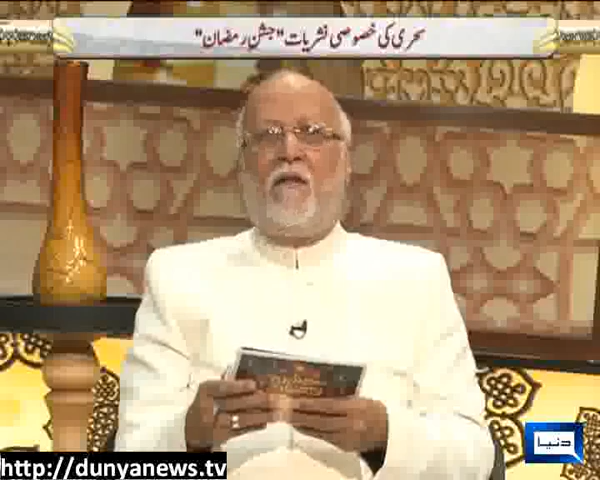 سحری کی خصوصی نشریات "جشنِ رمضان"
دنیا
http://dunyanews.tv